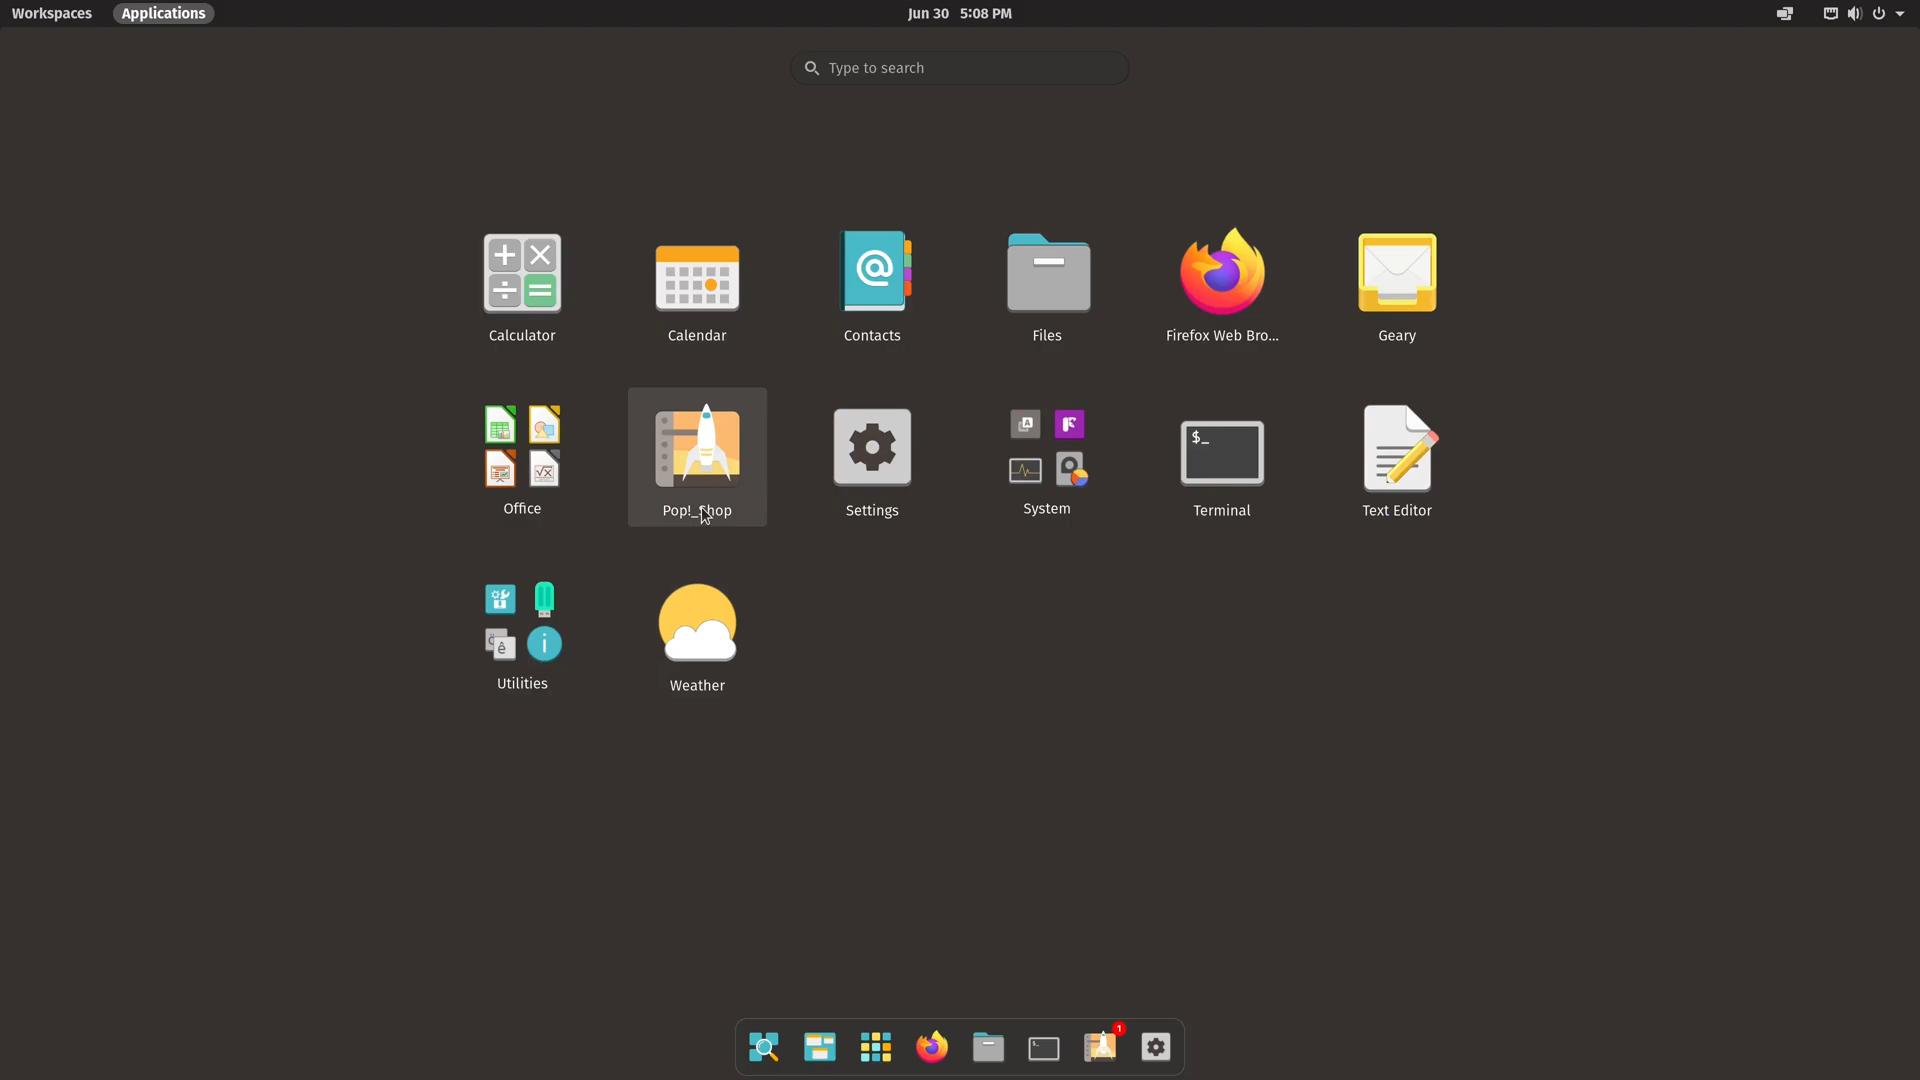 Workspaces Applications Jun 30 5:08 PM
Type to search
Calculator Calendar Contacts Files Firefox Web Bro... Geary
Office Pop!_Shop Settings System Terminal Text Editor
Utilities Weather
1